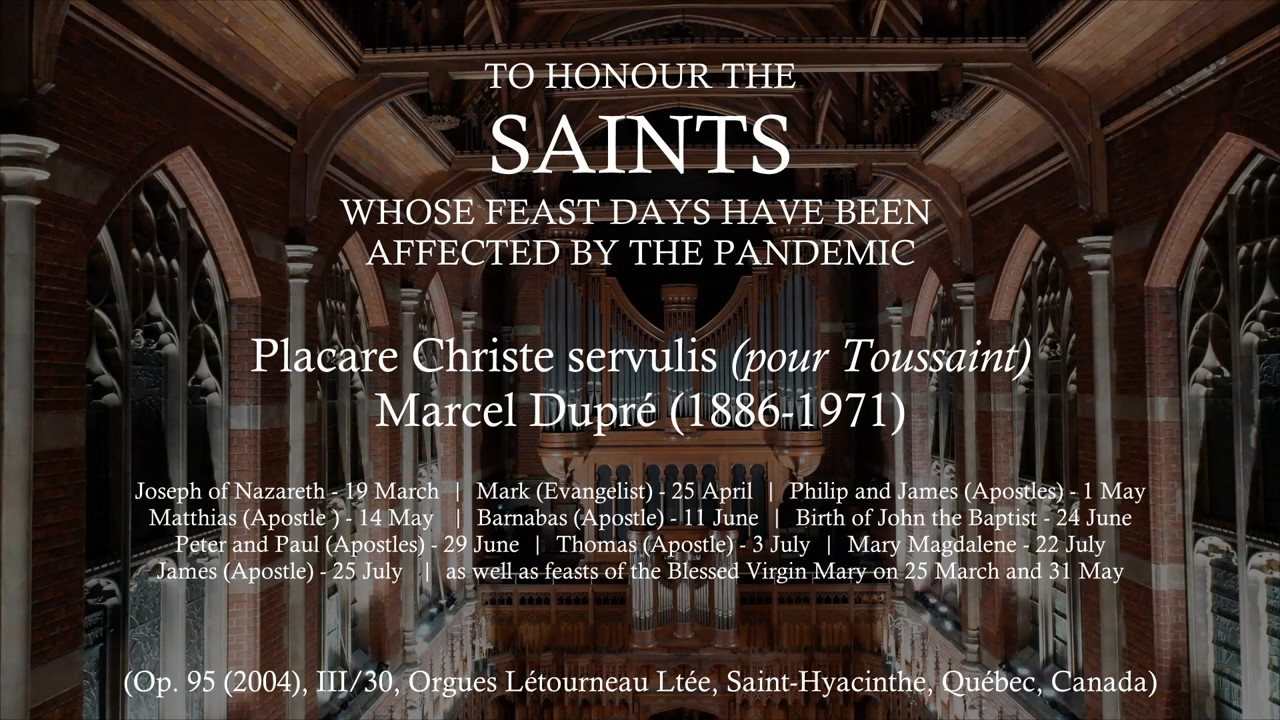 TO HONOUR THE
SAINTS
WHOSE FEAST DAYS HAVE BEEN
AFFECTED BY THE PANDEMIC
Placare Christe servulis (pour Toussaint)
Marcel Dupré (1886-1971)
Joseph of Nazareth - 19 March | Mark (Evangelist) - 25 April | Philip and James (Apostles) - 1 May
Matthias (Apostle ) - 14 May | Barnabas (Apostle) - 11 June | Birth of John the Baptist - 24 June
Peter and Paul (Apostles) - 29 June | Thomas (Apostle) - 3 July | Mary Magdalene - 22 July
James (Apostle) - 25 July | as well as feasts of the Blessed Virgin Mary on 25 March and 31 May
(Op. 95 (2004), III/30, Orgues Létourneau Ltée, Saint-Hyacinthe, Québec, Canada)